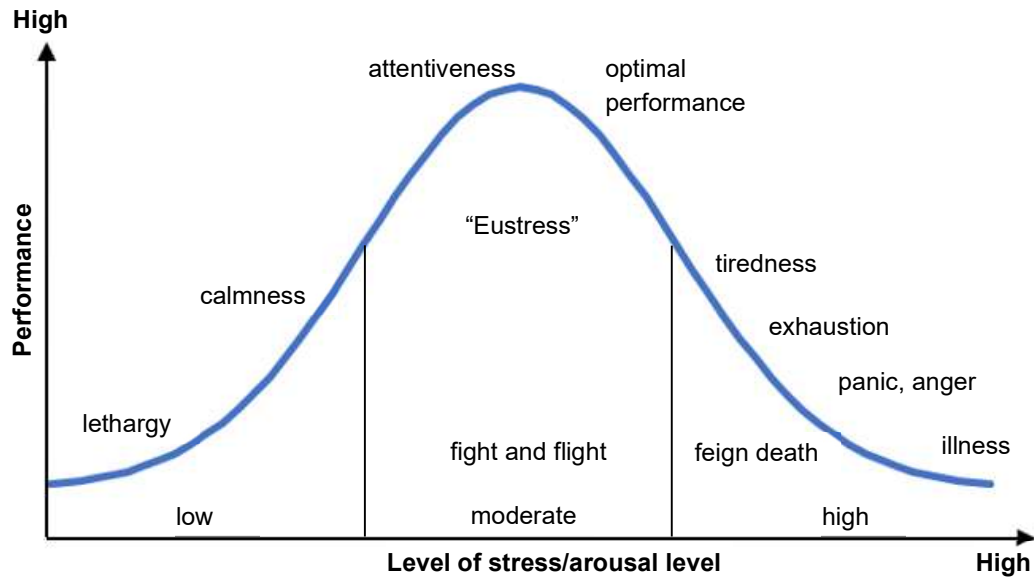 High
attentiveness
optimal
performance
“Eustress”
Performance
calmness
tiredness
exhaustion
panic, anger
lethargy
fight and flight
feign death
illness
low
moderate
high
Level of stress/arousal level
High